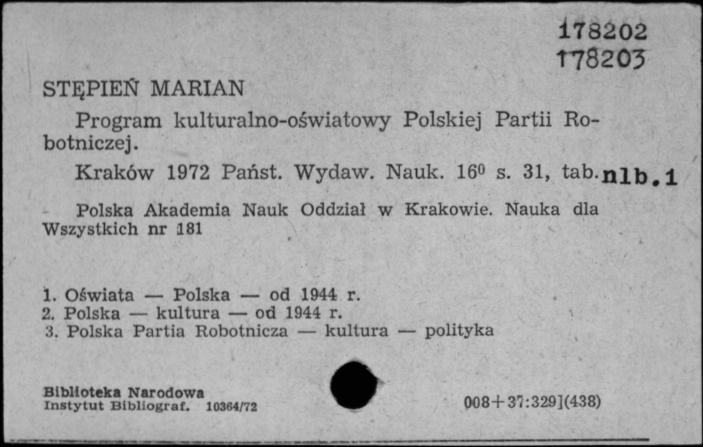 178202
178203
STĘPIEŃ MARIAN
Program kulturalno-oświatowy Polskiej Partii Ro-
botniczej.
Kraków 1972 Państ. Wydaw. Nauk. 16⁰ s. 31, tab. nlb. 1
Polska Akademia Nauk Oddział w Krakowie. Nauka dla
Wszystkich nr 181
1. Oświata — Polska — od 1944 r.
2. Polska — kultura — od 1944 r.
3. Polska Partia Robotnicza — kultura — polityka
Biblioteka Narodowa
Instytut Bibliograf. 10364/72
008+37:329](438)